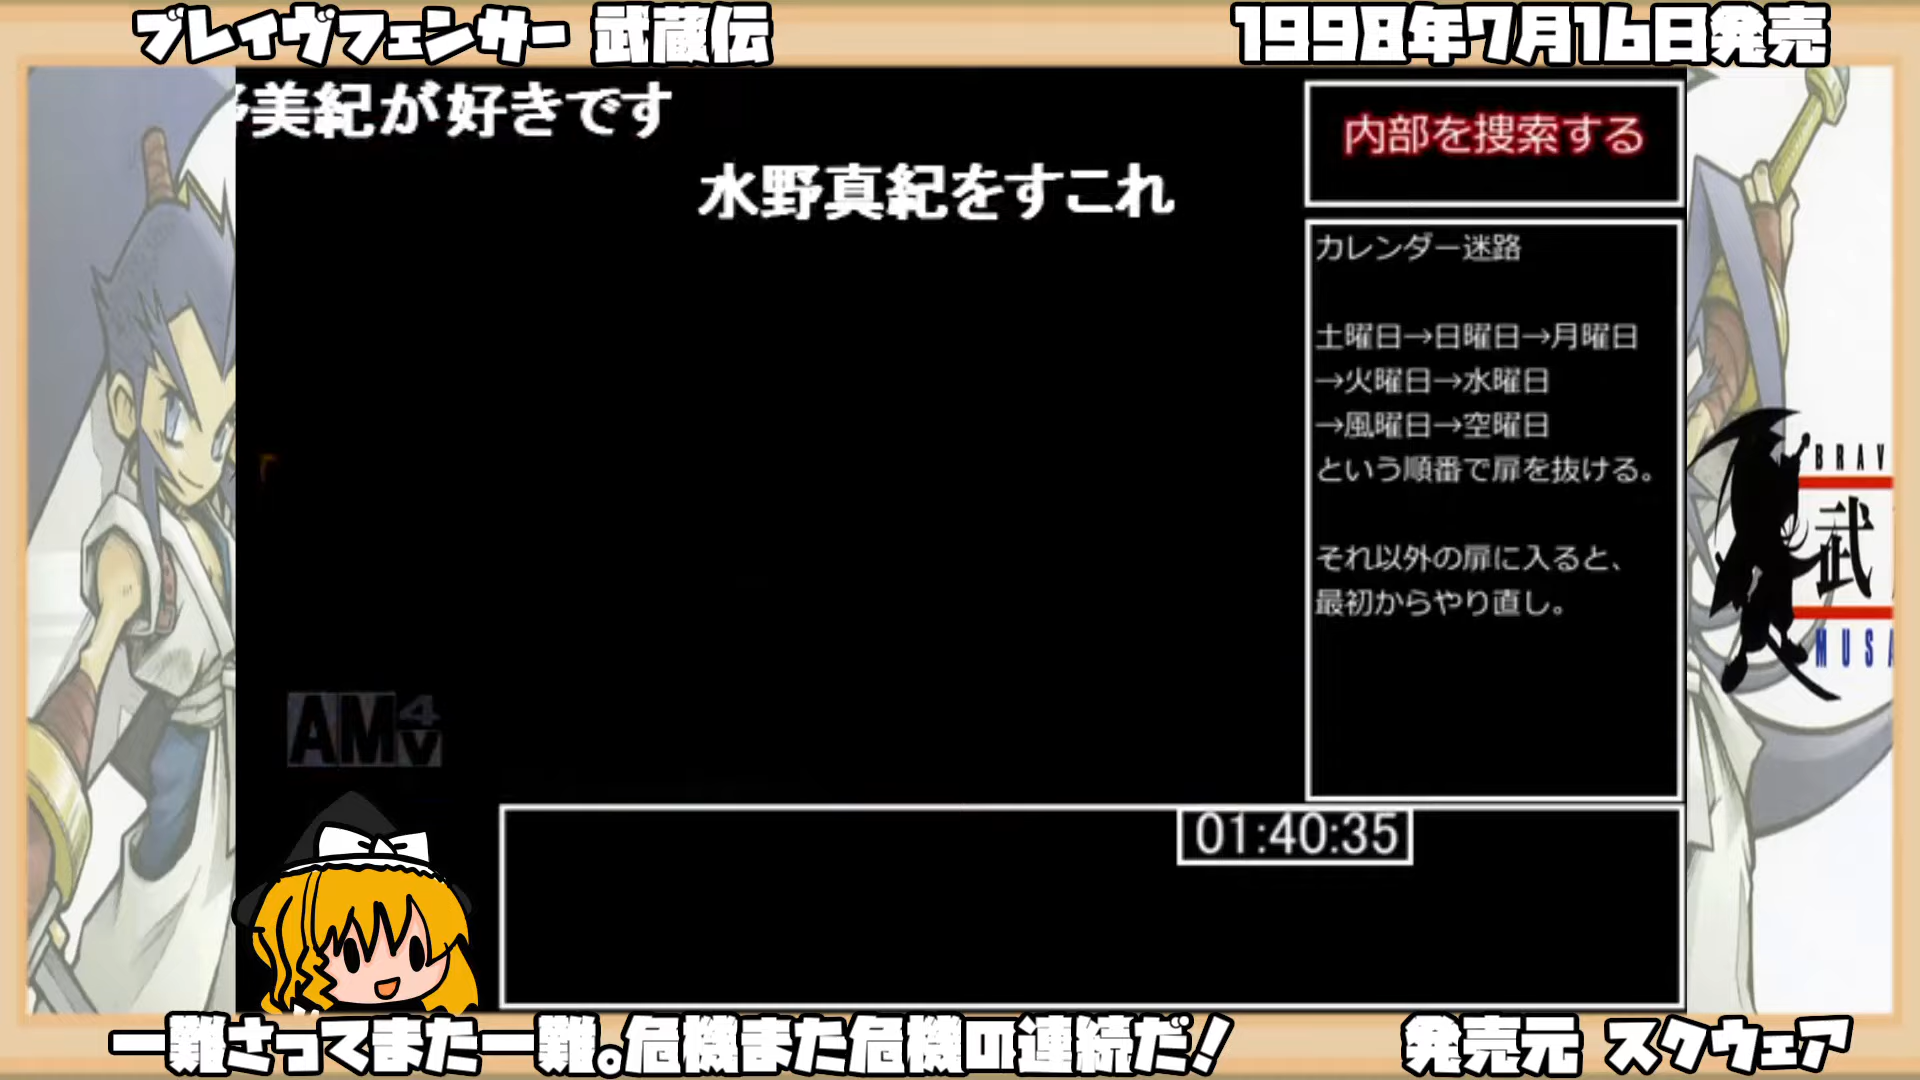 ブレイヴフェンサー 武蔵伝
1998年7月16日発売
美紀が好きです
水野真紀をすこれ
内部を捜索する
カレンダー迷路
土曜日→日曜日→月曜日
→火曜日→水曜日
→風曜日→空曜日
という順番で扉を抜ける。
それ以外の扉に入ると、
最初からやり直し。
BRAV
武
MUSA
AM4V
01:40:35
一難さってまた一難。危機また危機の連続だ！
発売元 スクウェア